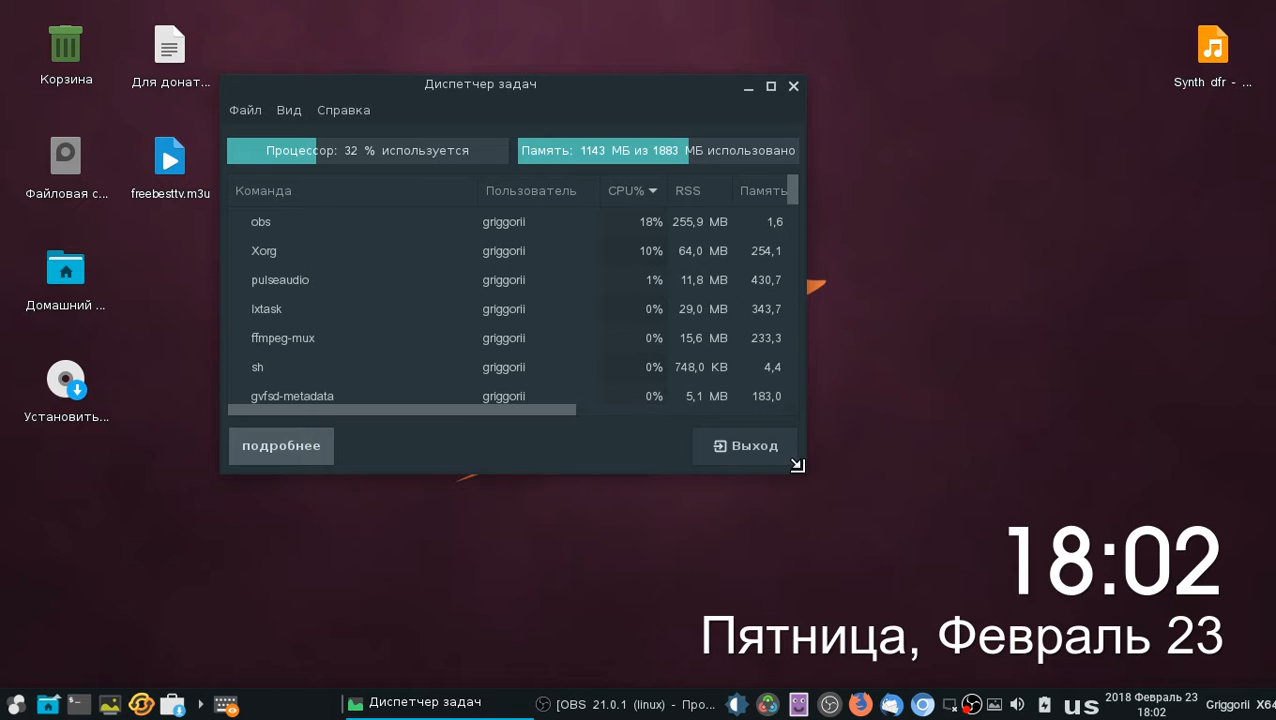 Корзина
Для донат...
Synth dfr - ...
Файловая с...
freebesttv.m3u
Домашний ...
Установить...
Диспетчер задач
Файл Вид Справка
Процессор: 32 % используется
Память: 1143 МБ из 1883 МБ использовано
Команда Пользователь CPU% RSS Память
obs griggorii 18% 255,9 MB 1,6
Xorg griggorii 10% 64,0 MB 254,1
pulseaudio griggorii 1% 11,8 MB 430,7
lxtask griggorii 0% 29,0 MB 343,7
ffmpeg-mux griggorii 0% 15,6 MB 233,3
sh griggorii 0% 748,0 KB 4,4
gvfsd-metadata griggorii 0% 5,1 MB 183,0
подробнее Выход
18:02
Пятница, Февраль 23
Диспетчер задач
[OBS 21.0.1 (linux) - Про...
us
2018 Февраль 23
18:02
Griggorii X64